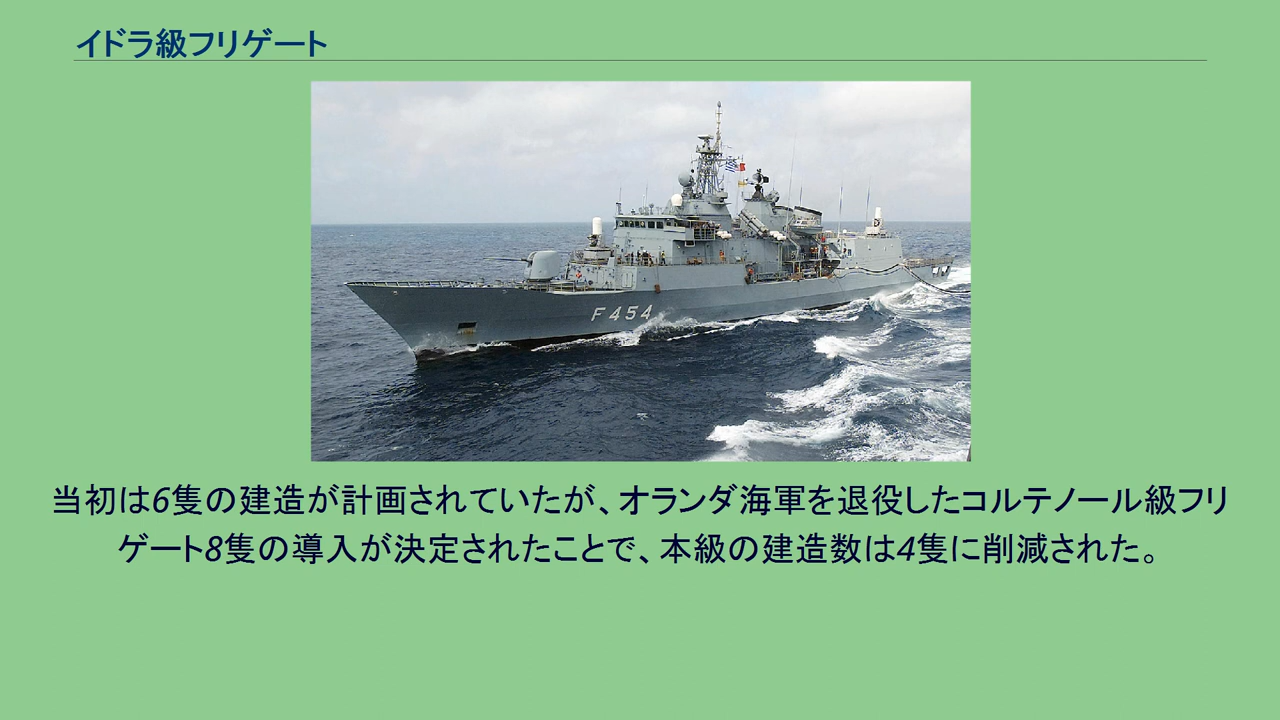 イドラ級フリゲート
F454
当初は6隻の建造が計画されていたが、オランダ海軍を退役したコルテノール級フリ
ゲート8隻の導入が決定されたことで、本級の建造数は4隻に削減された。